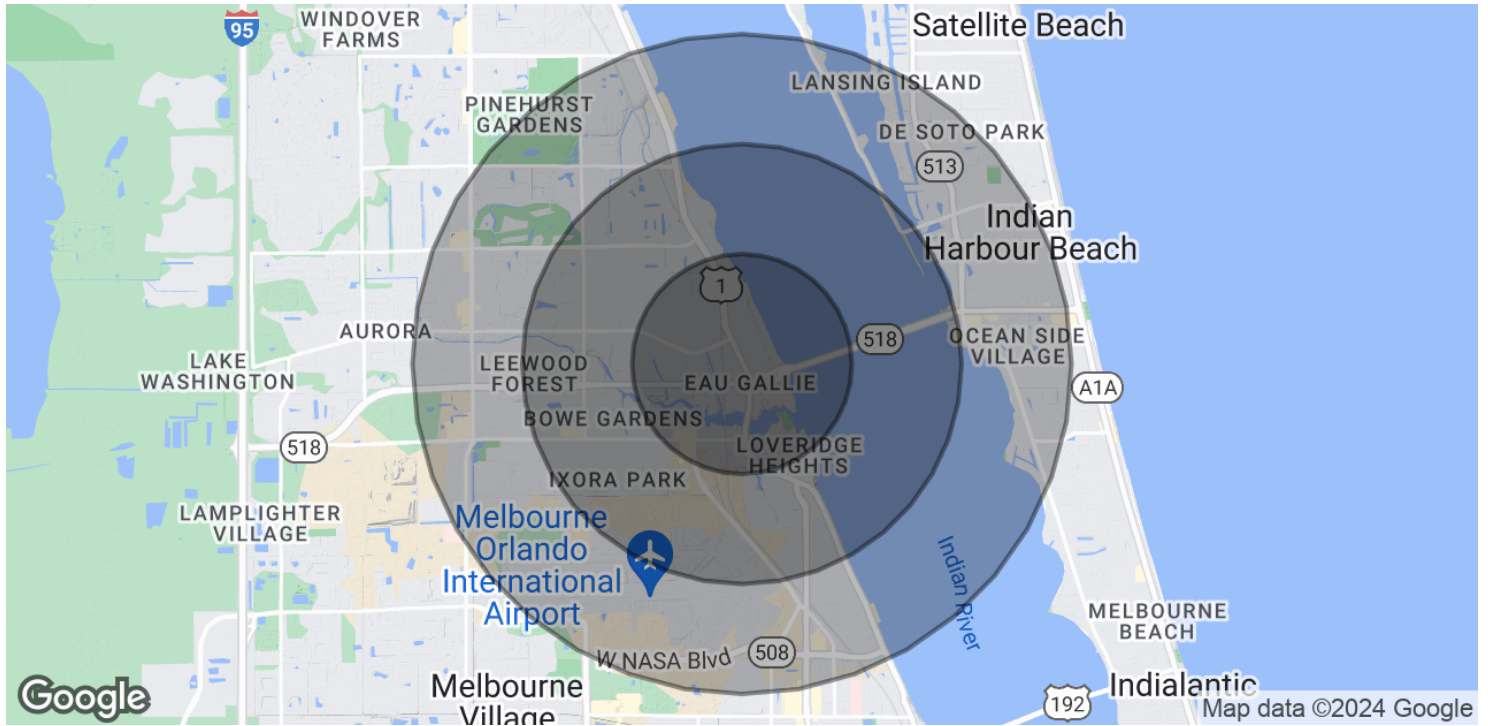 95
WINDOVER
FARMS
Satellite Beach
LANSING ISLAND
PINEHURST
GARDENS
DE SOTO PARK
513
Indian
Harbour Beach
1
AURORA
518
OCEAN SIDE
VILLAGE
LAKE
WASHINGTON
LEEWOOD
FOREST
EAU GALLIE
A1A
BOWE GARDENS
518
LOVERIDGE
HEIGHTS
IXORA PARK
LAMPLIGHTER
VILLAGE
Melbourne
Orlando
International
Airport
Indian River
MELBOURNE
BEACH
W NASA Blvd
508
Google
Melbourne
Village
192
Indialantic
Map data ©2024 Google